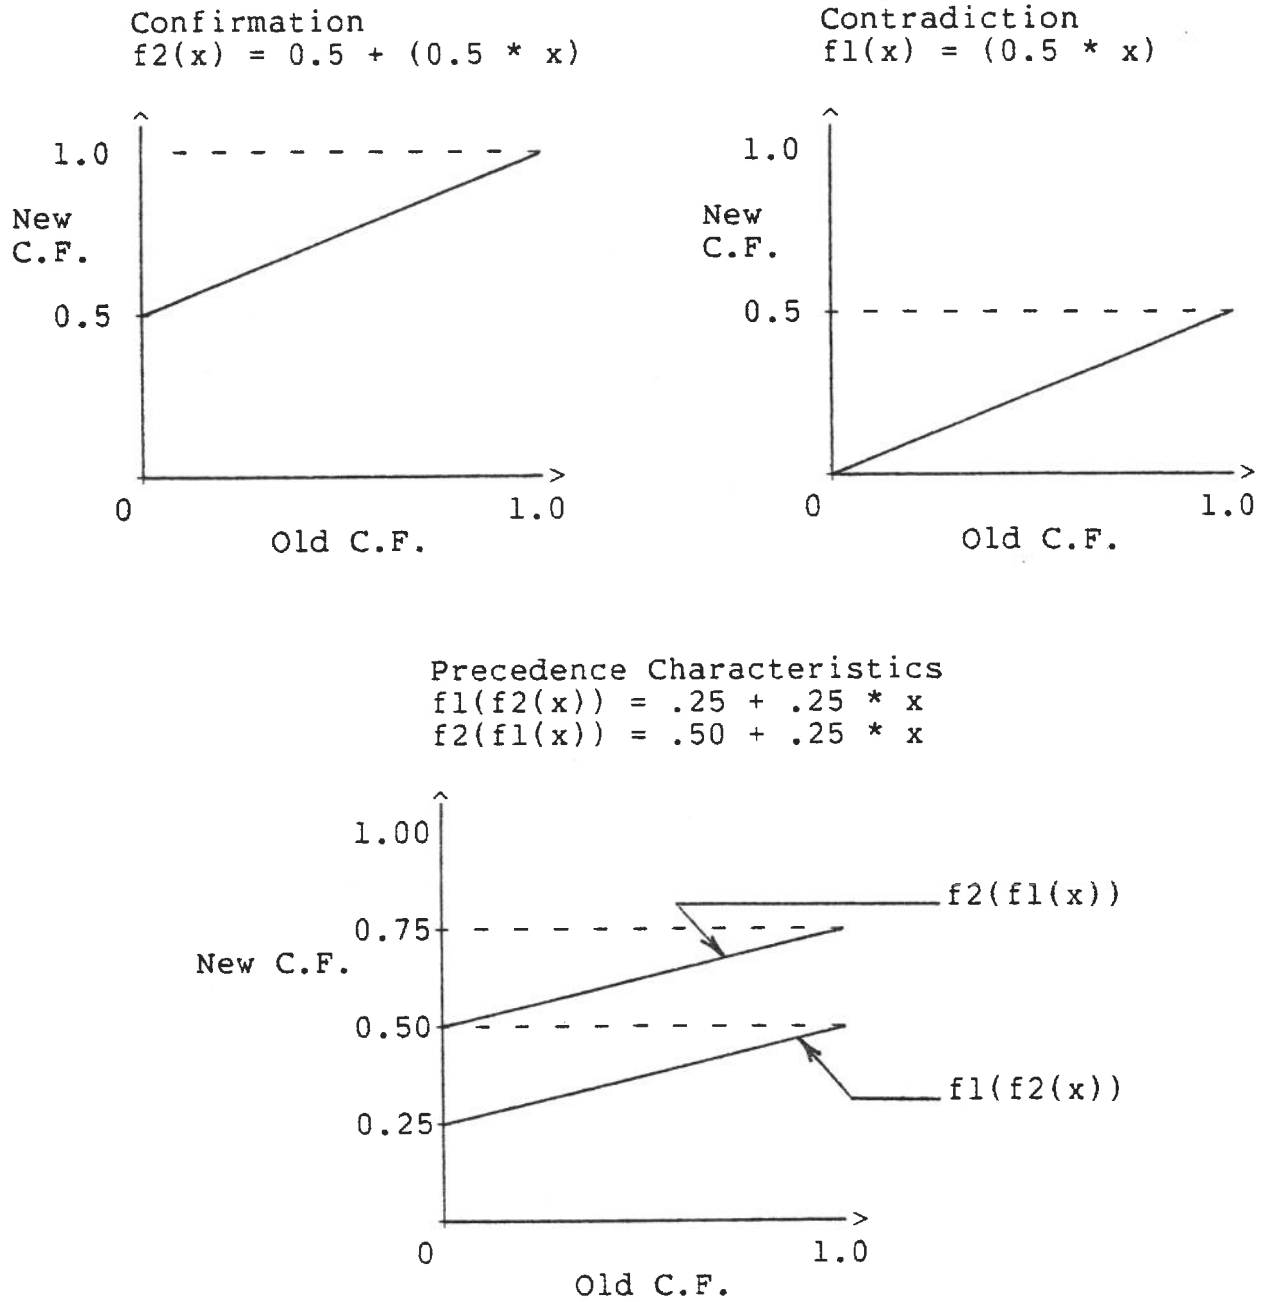 Confirmation
f2(x) = 0.5 + (0.5 * x)
1.0
New
C.F.
0.5
0
1.0
Old C.F.
Contradiction
f1(x) = (0.5 * x)
1.0
New
C.F.
0.5
0
1.0
Old C.F.
Precedence Characteristics
f1(f2(x)) = .25 + .25 * x
f2(f1(x)) = .50 + .25 * x
1.00
f2(f1(x))
0.75
New C.F.
0.50
f1(f2(x))
0.25
0
1.0
Old C.F.